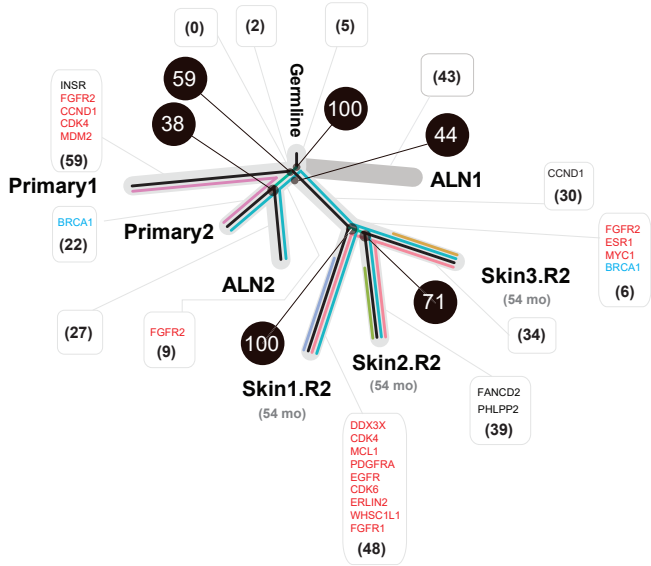 (0)
(2)
(5)
(43)
59
38
Germline
100
44
INSR
FGFR2
CCND1
CDK4
MDM2
(59)
Primary1
ALN1
CCND1
(30)
BRCA1
(22)
Primary2
FGFR2
ESR1
MYC1
BRCA1
(6)
ALN2
Skin3.R2
(54 mo)
(27)
FGFR2
(9)
100
71
(34)
Skin1.R2
(54 mo)
Skin2.R2
(54 mo)
FANCD2
PHLPP2
(39)
DDX3X
CDK4
MCL1
PDGFRA
EGFR
CDK6
ERLIN2
WHSC1L1
FGFR1
(48)